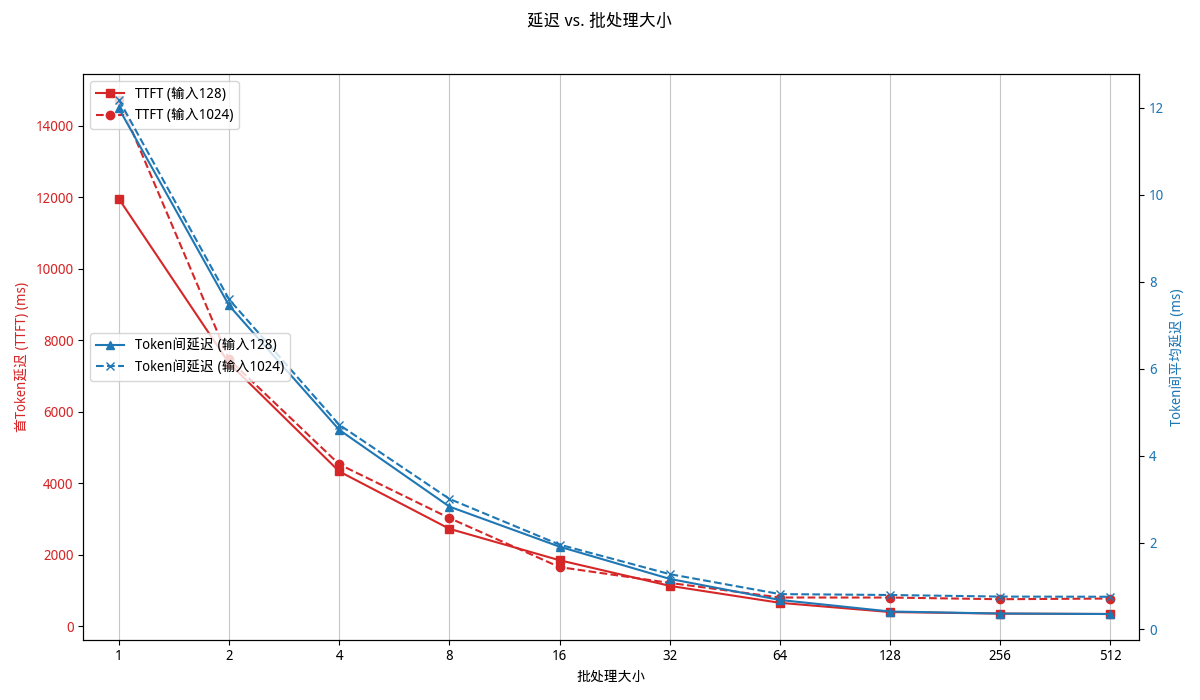 延迟 vs. 批处理大小
TTFT (输入128)
TTFT (输入1024)
Token间延迟 (输入128)
Token间延迟 (输入1024)
首Token延迟 (TTFT) (ms)
14000
12000
10000
8000
6000
4000
2000
0
Token间平均延迟 (ms)
12
10
8
6
4
2
0
1 2 4 8 16 32 64 128 256 512
批处理大小